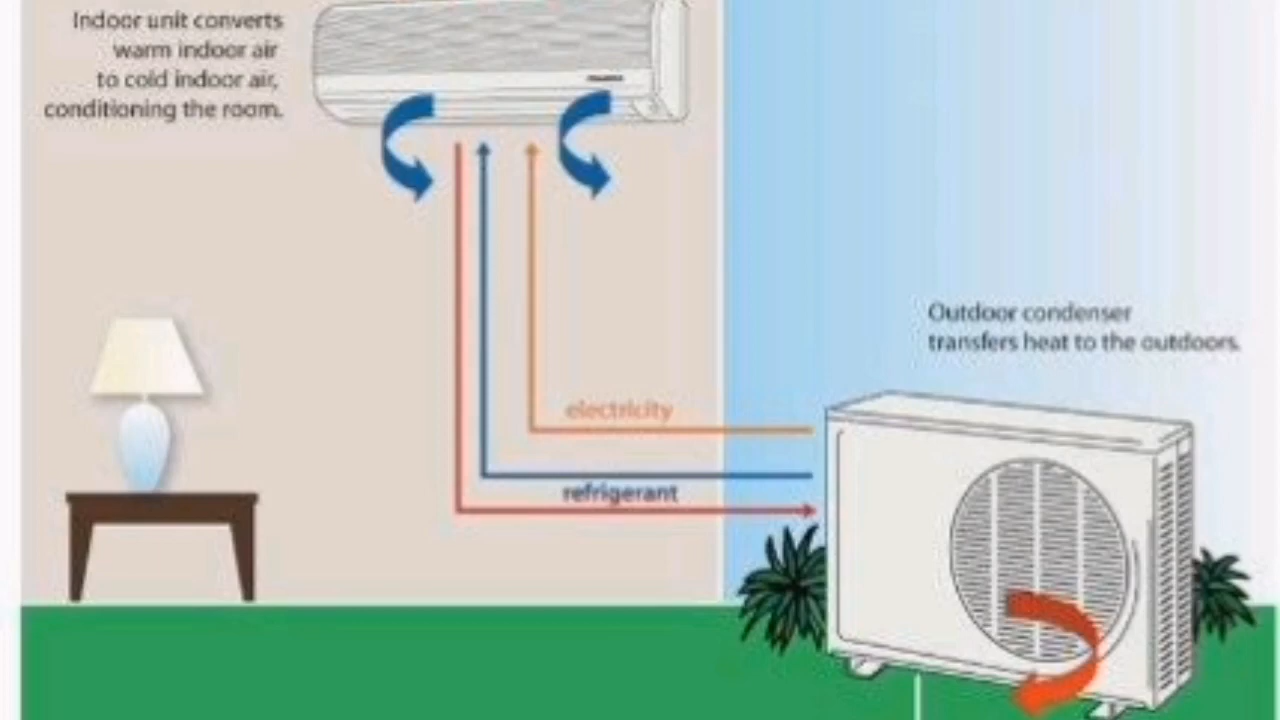 Indoor unit converts
warm indoor air
to cold indoor air,
conditioning the room.
Outdoor condenser
transfers heat to the outdoors.
electricity
refrigerant